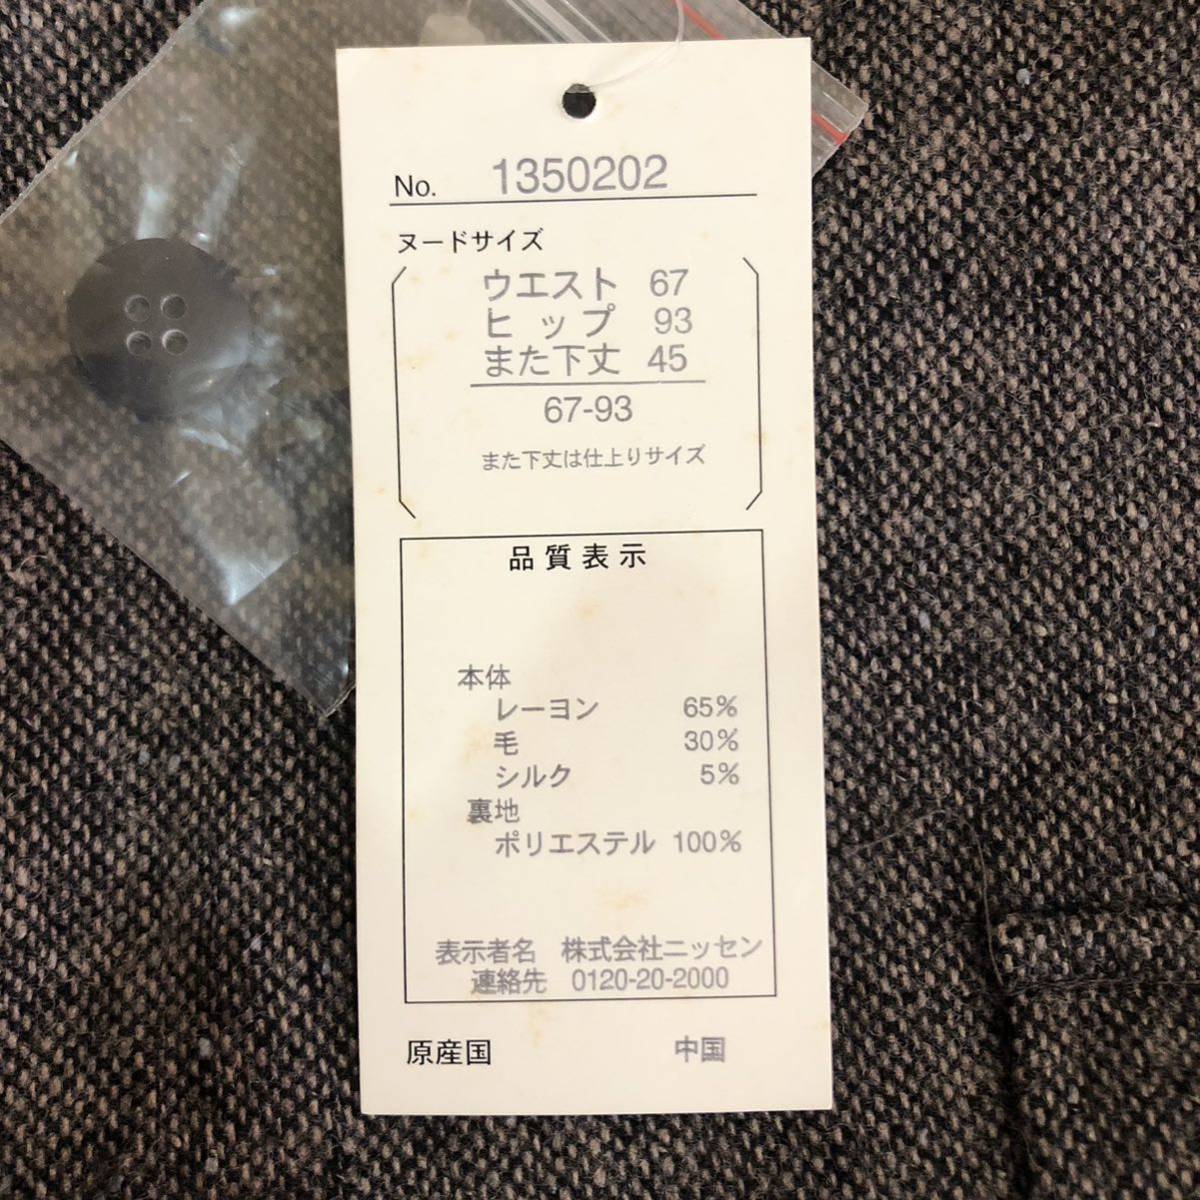 No. 1350202
ヌードサイズ
ウエスト 67
ヒップ 93
また下丈 45
67-93
また下丈は仕上りサイズ
品質表示
本体
レーヨン 65%
毛 30%
シルク 5%
裏地
ポリエステル 100%
表示者名 株式会社ニッセン
連絡先 0120-20-2000
原産国 中国